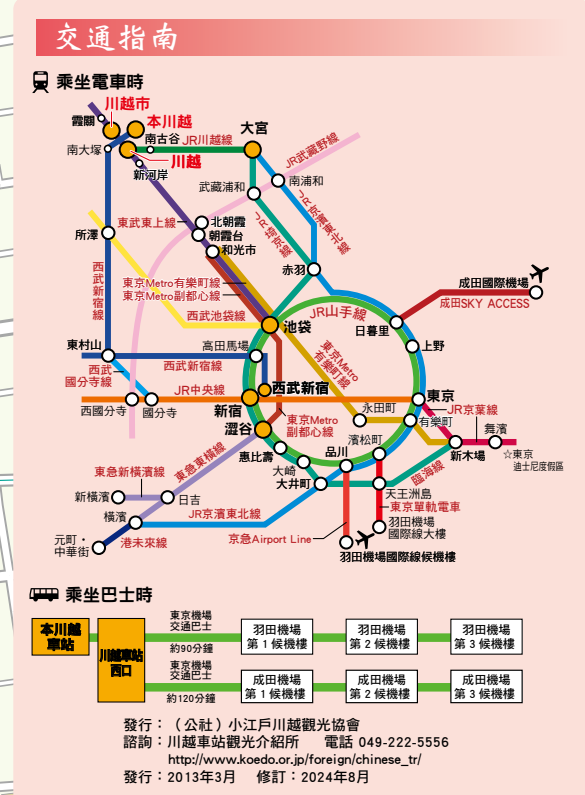 交通指南
乘坐電車時
川越市
霞關
本川越
南古谷
JR川越線
大宮
JR武藏野線
南大塚
川越
新河岸
武藏浦和
南浦和
JR埼京線
JR京濱東北線
東武東上線
北朝霞
朝霞台
和光市
所澤
赤羽
成田國際機場
成田SKY ACCESS
西武新宿線
東京Metro有樂町線
東京Metro副都心線
西武池袋線
池袋
JR山手線
日暮里
上野
東村山
高田馬場
西武新宿線
西武
國分寺線
東京Metro
有樂町線
JR中央線
西武新宿
西國分寺
國分寺
新宿
東京
JR京葉線
永田町
有樂町
舞濱
澀谷
東京Metro
副都心線
濱松町
惠比壽
品川
新木場
☆東京
迪士尼度假區
大崎
大井町
臨海線
東急新橫濱線
東急東橫線
新橫濱
日吉
天王洲島
東京單軌電車
橫濱
JR京濱東北線
羽田機場
國際線大樓
元町・
中華街
港未來線
京急Airport Line
羽田機場國際線候機樓
乘坐巴士時
本川越
車站
川越車站
西口
東京機場
交通巴士
約90分鐘
羽田機場
第1候機樓
羽田機場
第2候機樓
羽田機場
第3候機樓
東京機場
交通巴士
約120分鐘
成田機場
第1候機樓
成田機場
第2候機樓
成田機場
第3候機樓
發行：（公社）小江戶川越觀光協會
諮詢：川越車站觀光介紹所　電話 049-222-5556
http://www.koedo.or.jp/foreign/chinese_tr/
發行：2013年3月　修訂：2024年8月